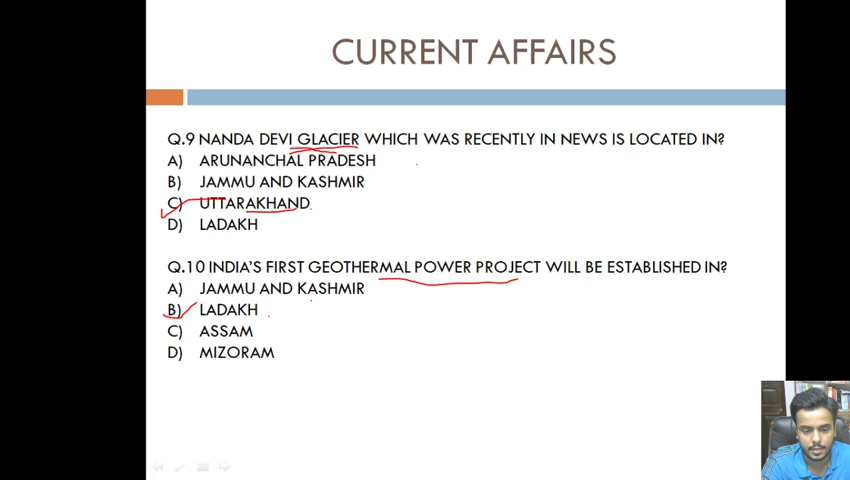 CURRENT AFFAIRS
Q.9 NANDA DEVI GLACIER WHICH WAS RECENTLY IN NEWS IS LOCATED IN?
A) ARUNANCHAL PRADESH
B) JAMMU AND KASHMIR
C) UTTARAKHAND
D) LADAKH
Q.10 INDIA'S FIRST GEOTHERMAL POWER PROJECT WILL BE ESTABLISHED IN?
A) JAMMU AND KASHMIR
B) LADAKH
C) ASSAM
D) MIZORAM